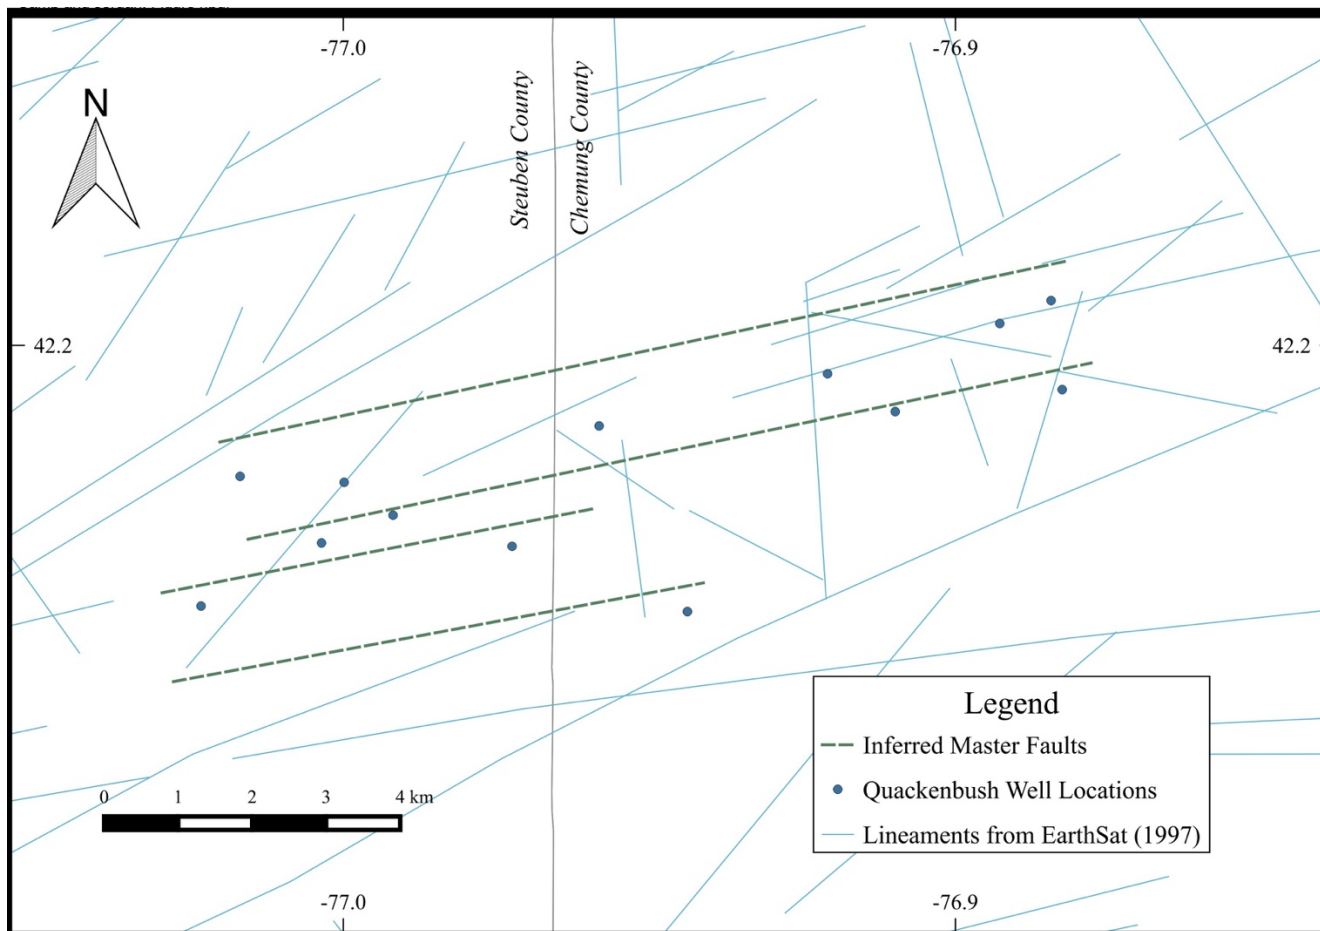 -77.0
-76.9
N
Steuben County
Chemung County
42.2
42.2
Legend
Inferred Master Faults
Quackenbush Well Locations
Lineaments from EarthSat (1997)
0 1 2 3 4 km
-77.0
-76.9